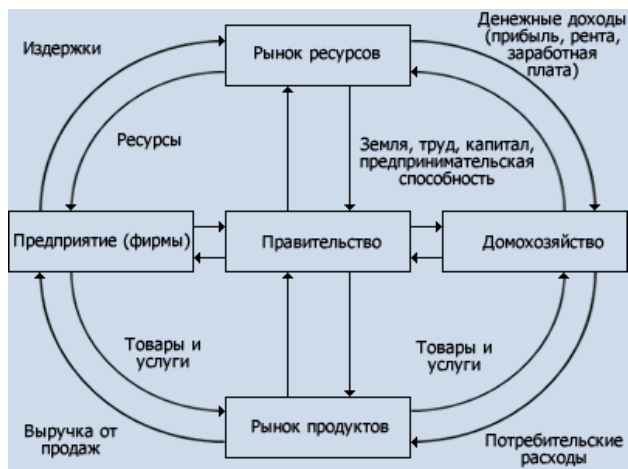 Издержки
Рынок ресурсов
Денежные доходы
(прибыль, рента,
заработная
плата)
Ресурсы
Земля, труд, капитал,
предпринимательская
способность
Предприятие (фирмы)
Правительство
Домохозяйство
Товары и
услуги
Товары и
услуги
Выручка от
продаж
Рынок продуктов
Потребительские
расходы